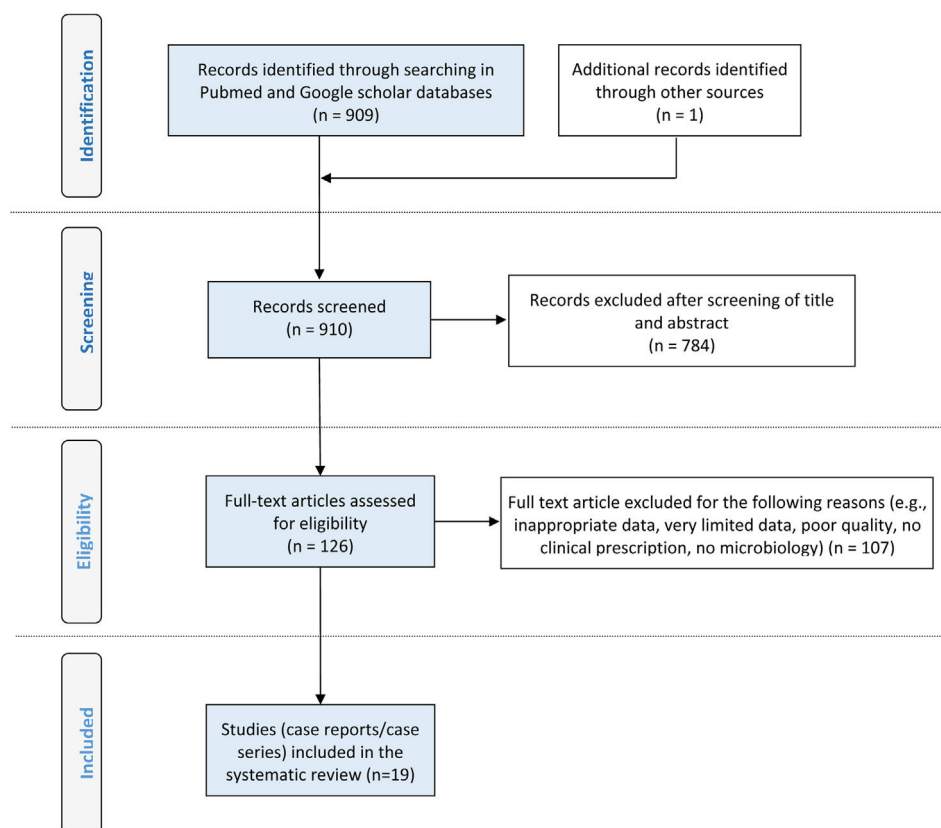 Identification
Records identified through searching in
Pubmed and Google scholar databases
(n = 909)
Additional records identified
through other sources
(n = 1)
Screening
Records screened
(n = 910)
Records excluded after screening of title
and abstract
(n = 784)
Eligibility
Full-text articles assessed
for eligibility
(n = 126)
Full text article excluded for the following reasons (e.g.,
inappropriate data, very limited data, poor quality, no
clinical prescription, no microbiology) (n = 107)
Included
Studies (case reports/case
series) included in the
systematic review (n=19)